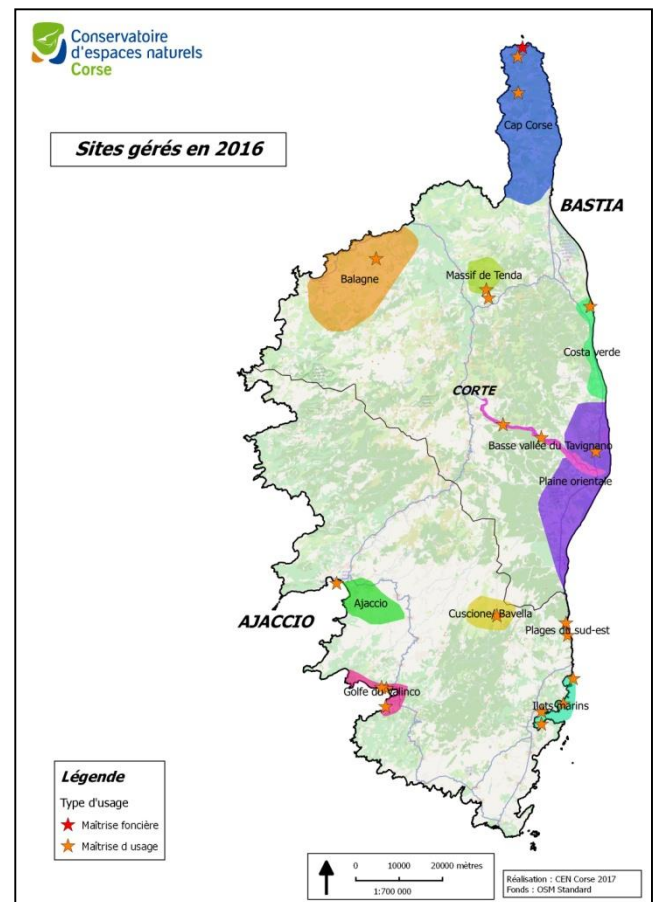 Conservatoire
d'espaces naturels
Corse
Sites gérés en 2016
Cap Corse
BASTIA
Balagne
Massif de Tenda
Costa verde
CORTE
Basse vallée du Tavignano
Plaine orientale
AJACCIO
Ajaccio
Cuscione/ Bavella
Plages du sud-est
Golfe du Valinco
Ilots marins
Légende
Type d'usage
Maîtrise foncière
Maîtrise d usage
0 10000 20000 mètres
1:700 000
Réalisation : CEN Corse 2017
Fonds : OSM Standard